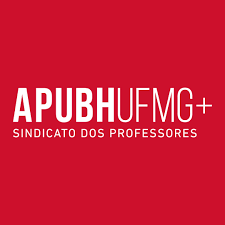 APUBHUFMG+
SINDICATO DOS PROFESSORES